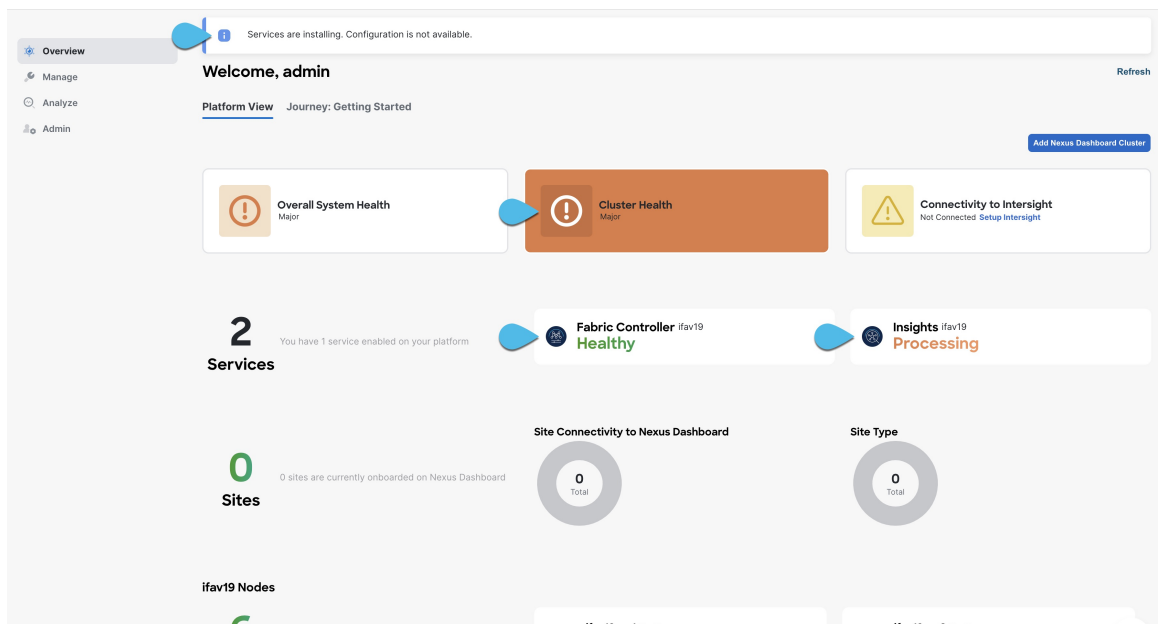 Services are installing. Configuration is not available.
Overview
Manage
Analyze
Admin
Welcome, admin
Refresh
Platform View
Journey: Getting Started
Add Nexus Dashboard Cluster
Overall System Health
Major
Cluster Health
Major
Connectivity to Intersight
Not Connected Setup Intersight
2
Services
You have 1 service enabled on your platform
Fabric Controller ifav19
Healthy
Insights ifav19
Processing
0
Sites
0 sites are currently onboarded on Nexus Dashboard
Site Connectivity to Nexus Dashboard
0
Total
Site Type
0
Total
ifav19 Nodes